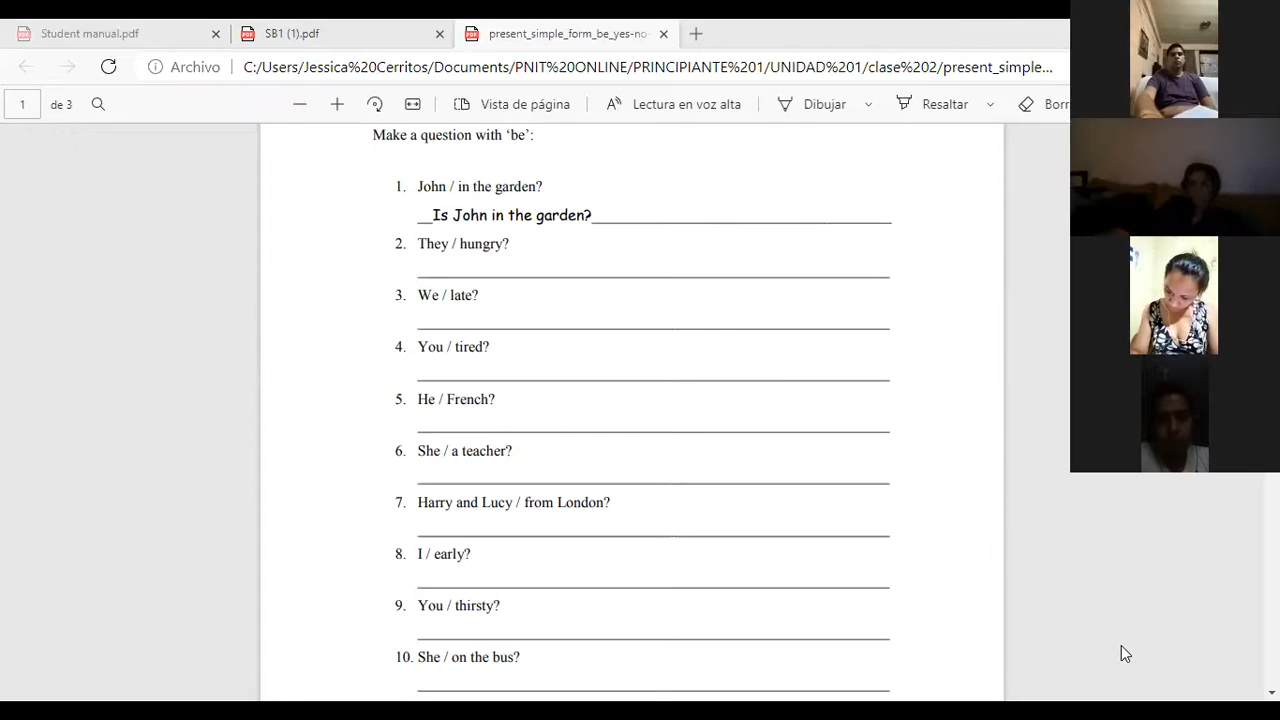 Student manual.pdf
SB1 (1).pdf
present_simple_form_be_yes-no-
Archivo
C:/Users/Jessica%20Cerritos/Documents/PNIT%20ONLINE/PRINCIPIANTE%201/UNIDAD%201/clase%202/present_simple...
1 de 3
Vista de página
Lectura en voz alta
Dibujar
Resaltar
Borr
Make a question with ‘be’:
1. John / in the garden?
__Is John in the garden?__
2. They / hungry?
3. We / late?
4. You / tired?
5. He / French?
6. She / a teacher?
7. Harry and Lucy / from London?
8. I / early?
9. You / thirsty?
10. She / on the bus?